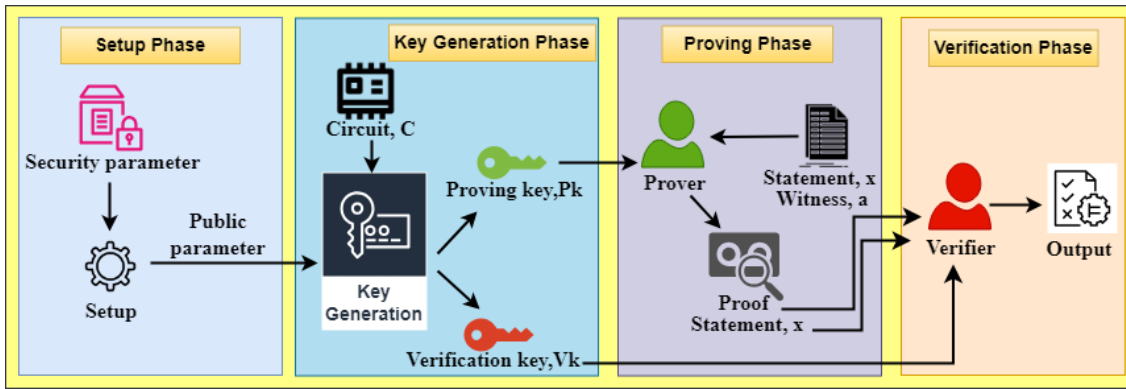 Setup Phase
Security parameter
Setup
Public
parameter
Key Generation Phase
Circuit, C
Key
Generation
Proving key,Pk
Verification key,Vk
Proving Phase
Prover
Statement, x
Witness, a
Proof
Statement, x
Verification Phase
Verifier
Output